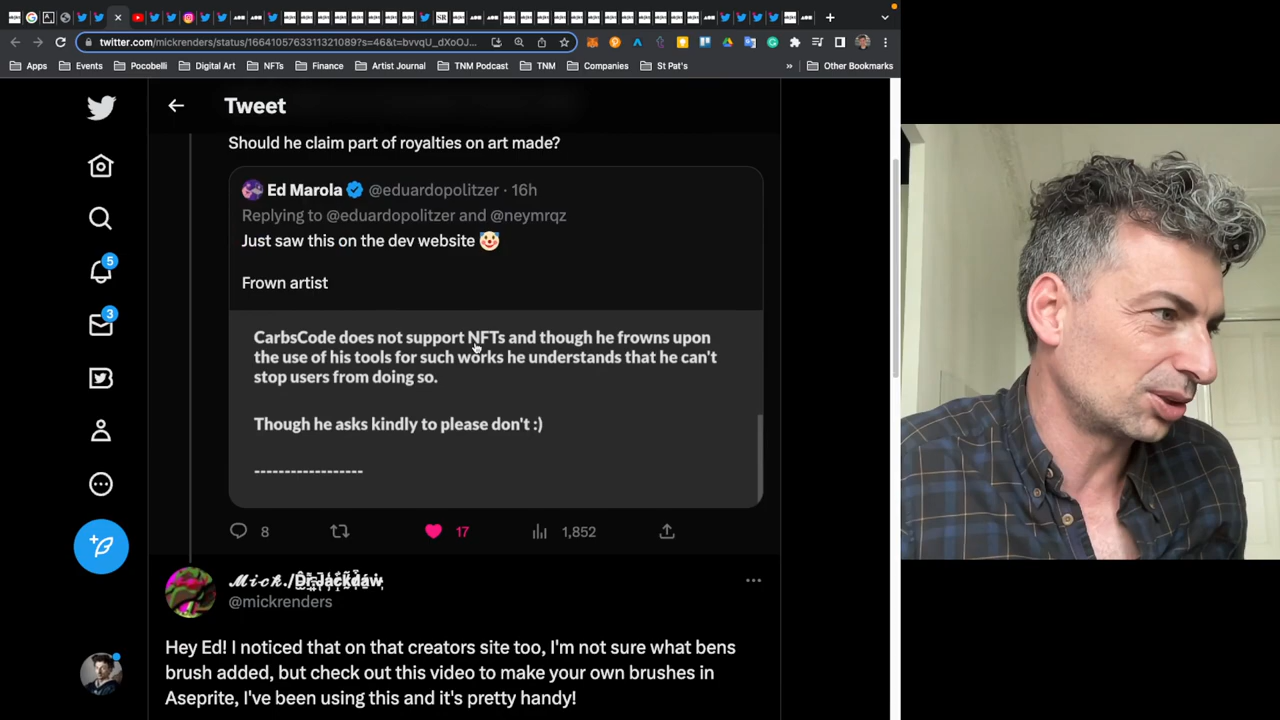 twitter.com/mickrenders/status/1664105763311321089?s=46&t=bvvqU_dXoOJ...
Apps Events Pocobelli Digital Art NFTs Finance Artist Journal TNM Podcast TNM Companies St Pat's » Other Bookmarks
Tweet
Should he claim part of royalties on art made?
Ed Marola @eduardopolitzer · 16h
Replying to @eduardopolitzer and @neymrqz
Just saw this on the dev website 🤡
Frown artist
CarbsCode does not support NFTs and though he frowns upon
the use of his tools for such works he understands that he can't
stop users from doing so.
Though he asks kindly to please don't :)
------------------
8 17 1,852
5
3
𝓜𝓲𝓬𝓴./Dr.Jackdaw
@mickrenders
Hey Ed! I noticed that on that creators site too, I'm not sure what bens
brush added, but check out this video to make your own brushes in
Aseprite, I've been using this and it's pretty handy!